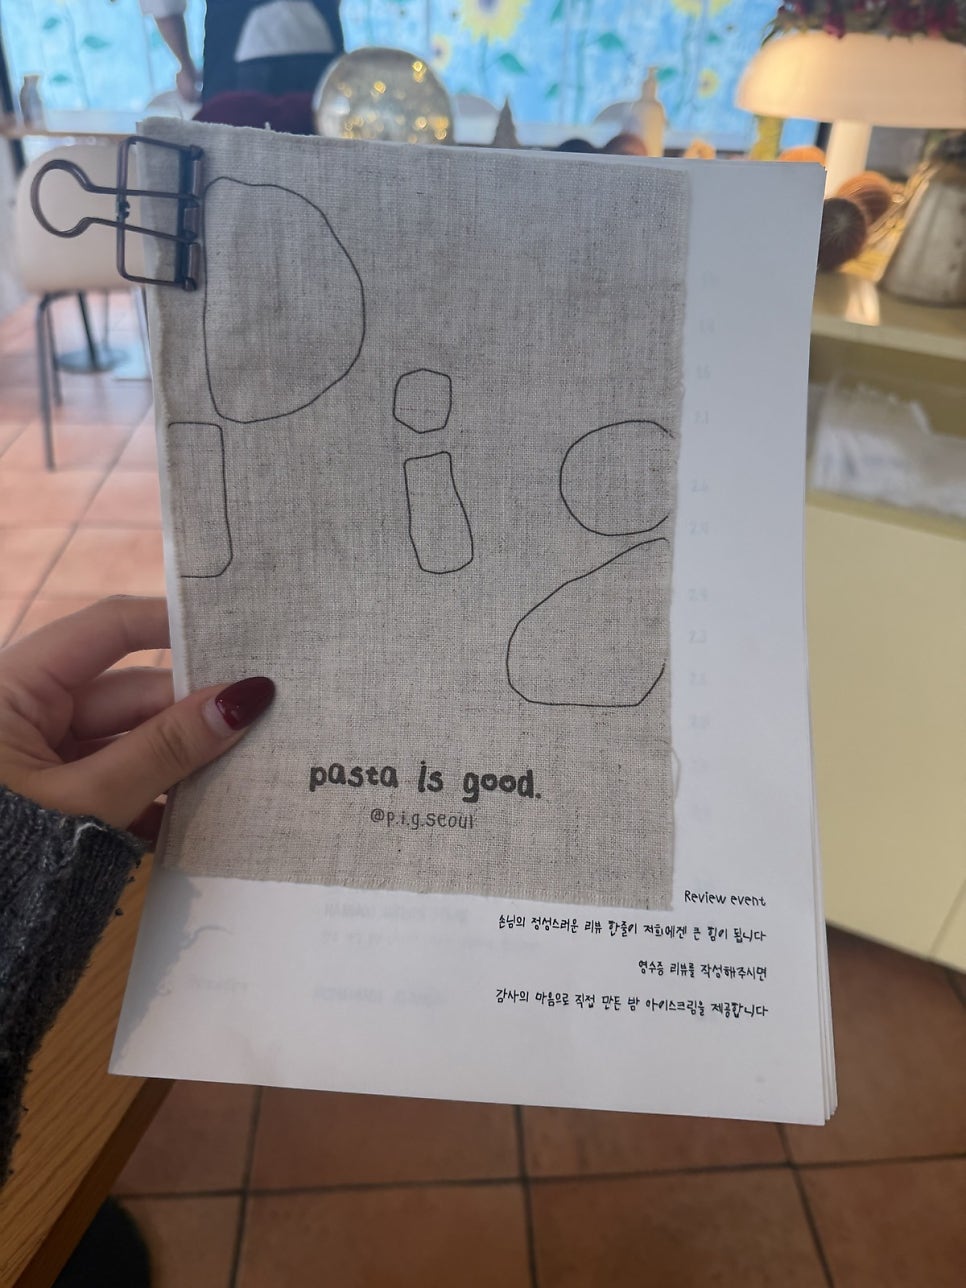 pasta is good.
@p.i.g.seoul
Review event
손님의 정성스러운 리뷰 한줄이 저희에겐 큰 힘이 됩니다
영수증 리뷰를 작성해주시면
감사의 마음으로 직접 만든 밤 아이스크림을 제공합니다